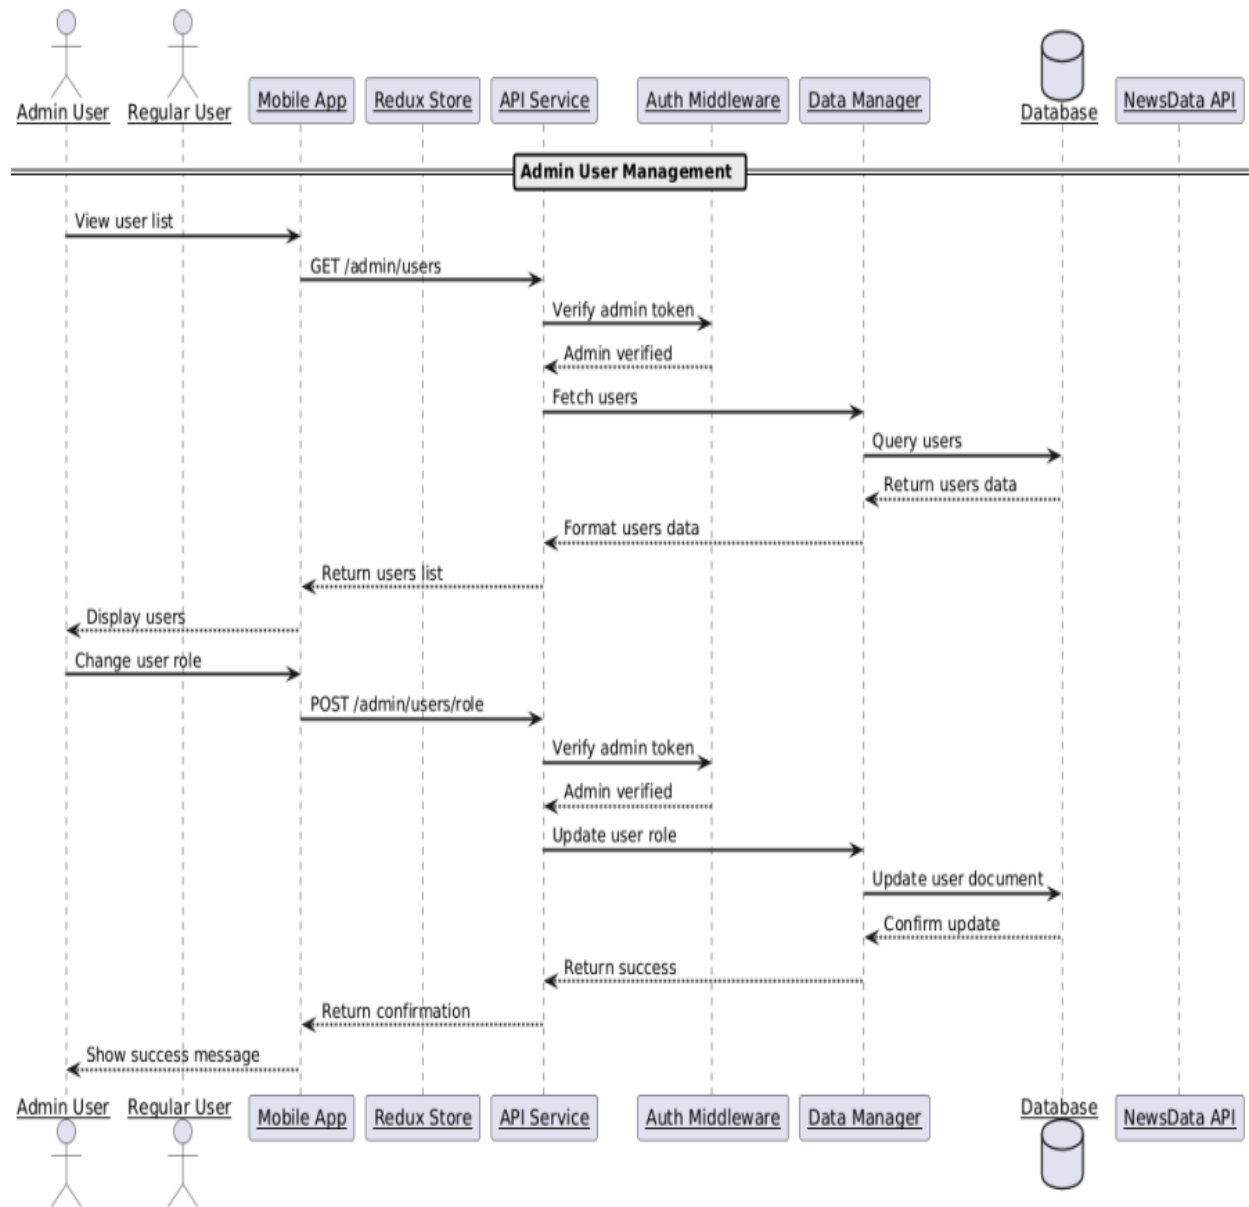 Admin User
Regular User
Mobile App
Redux Store
API Service
Auth Middleware
Data Manager
Database
NewsData API
Admin User Management
View user list
GET /admin/users
Verify admin token
Admin verified
Fetch users
Query users
Return users data
Format users data
Return users list
Display users
Change user role
POST /admin/users/role
Verify admin token
Admin verified
Update user role
Update user document
Confirm update
Return success
Return confirmation
Show success message
Admin User
Regular User
Mobile App
Redux Store
API Service
Auth Middleware
Data Manager
Database
NewsData API